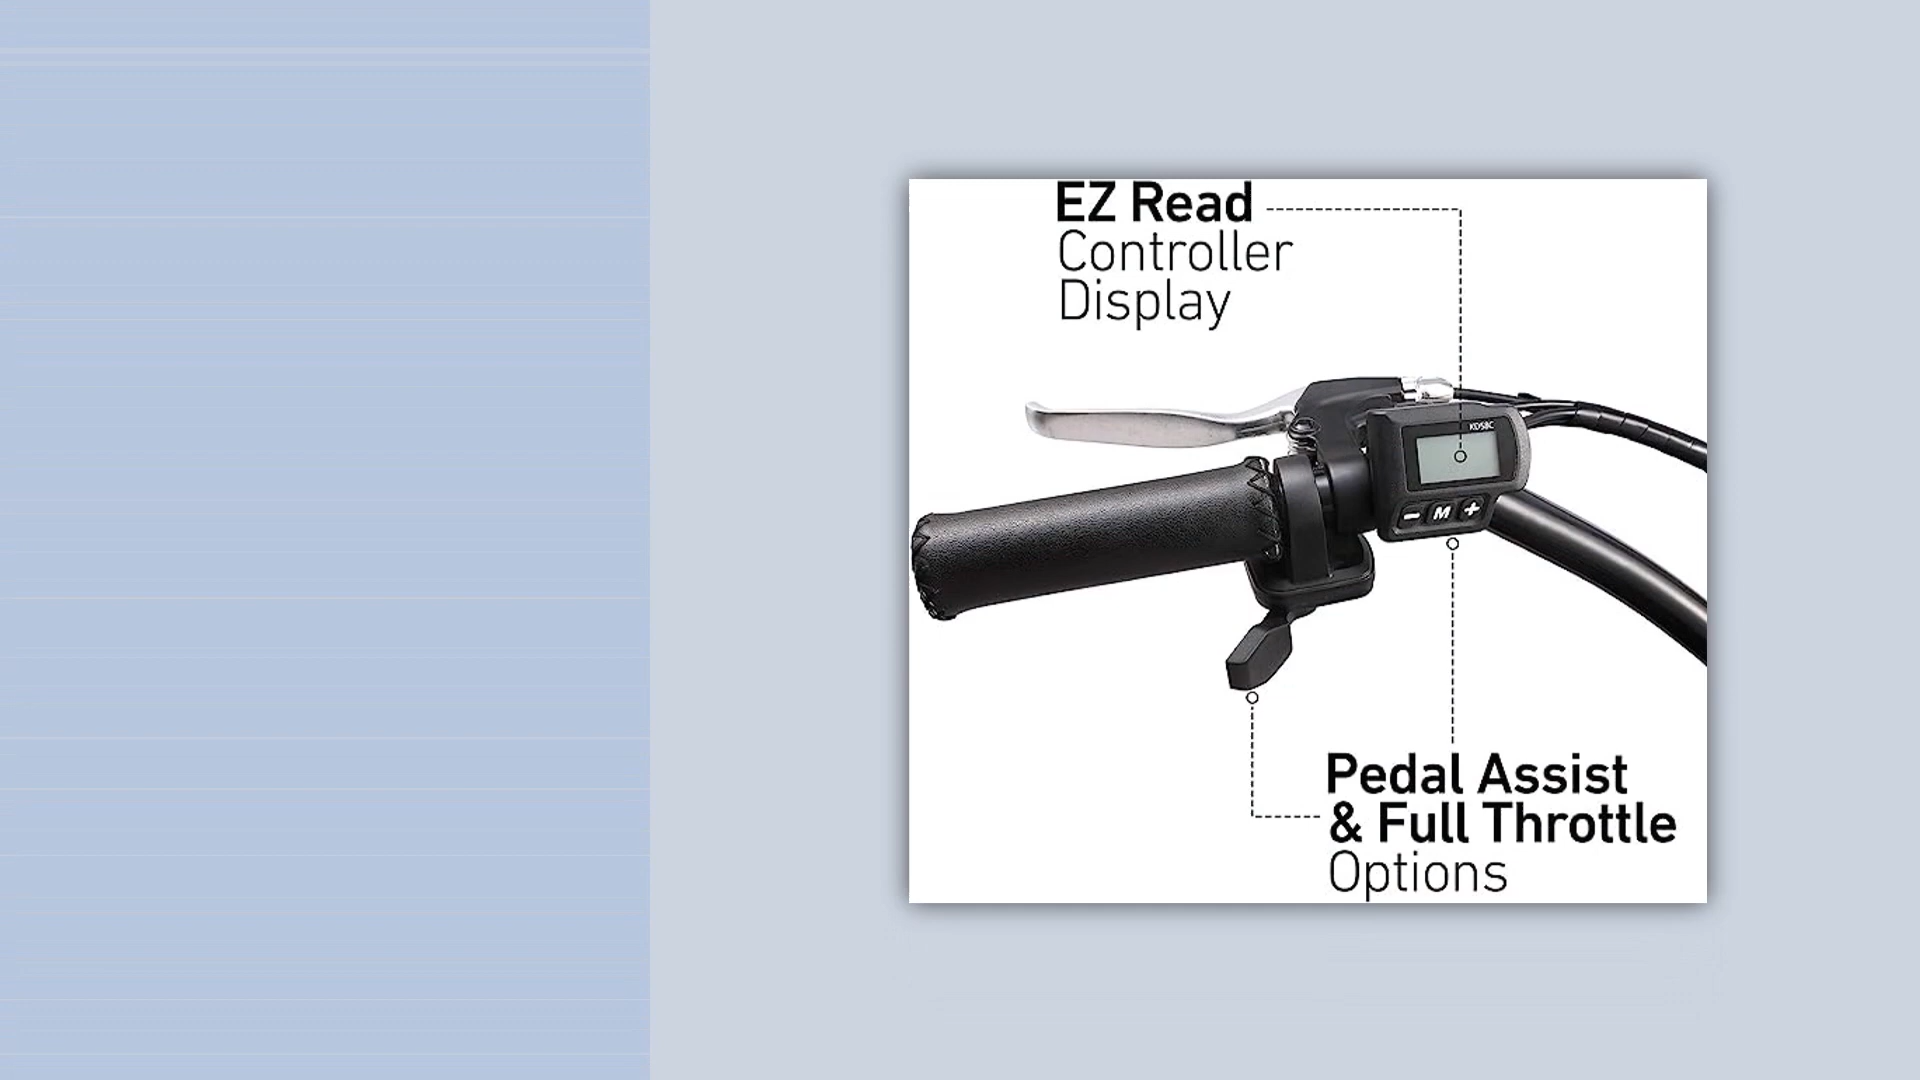 EZ Read
Controller
Display
KD58C
– M +
Pedal Assist
& Full Throttle
Options